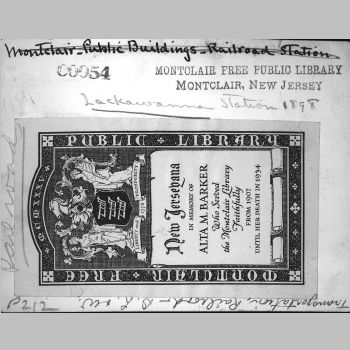 Montclair - Public Buildings - Railroad Station
00054
MONTCLAIR FREE PUBLIC LIBRARY
MONTCLAIR, NEW JERSEY
Lackawanna Station 1898
Railroad
PUBLIC LIBRARY
MONTCLAIR FREE
New Jerseyana
IN MEMORY OF
ALTA M. BARKER
Who Served
the Montclair Library
Faithfully
FROM 1907
UNTIL HER DEATH IN 1934
P212
Transportation, Railroad - D. L. & W.